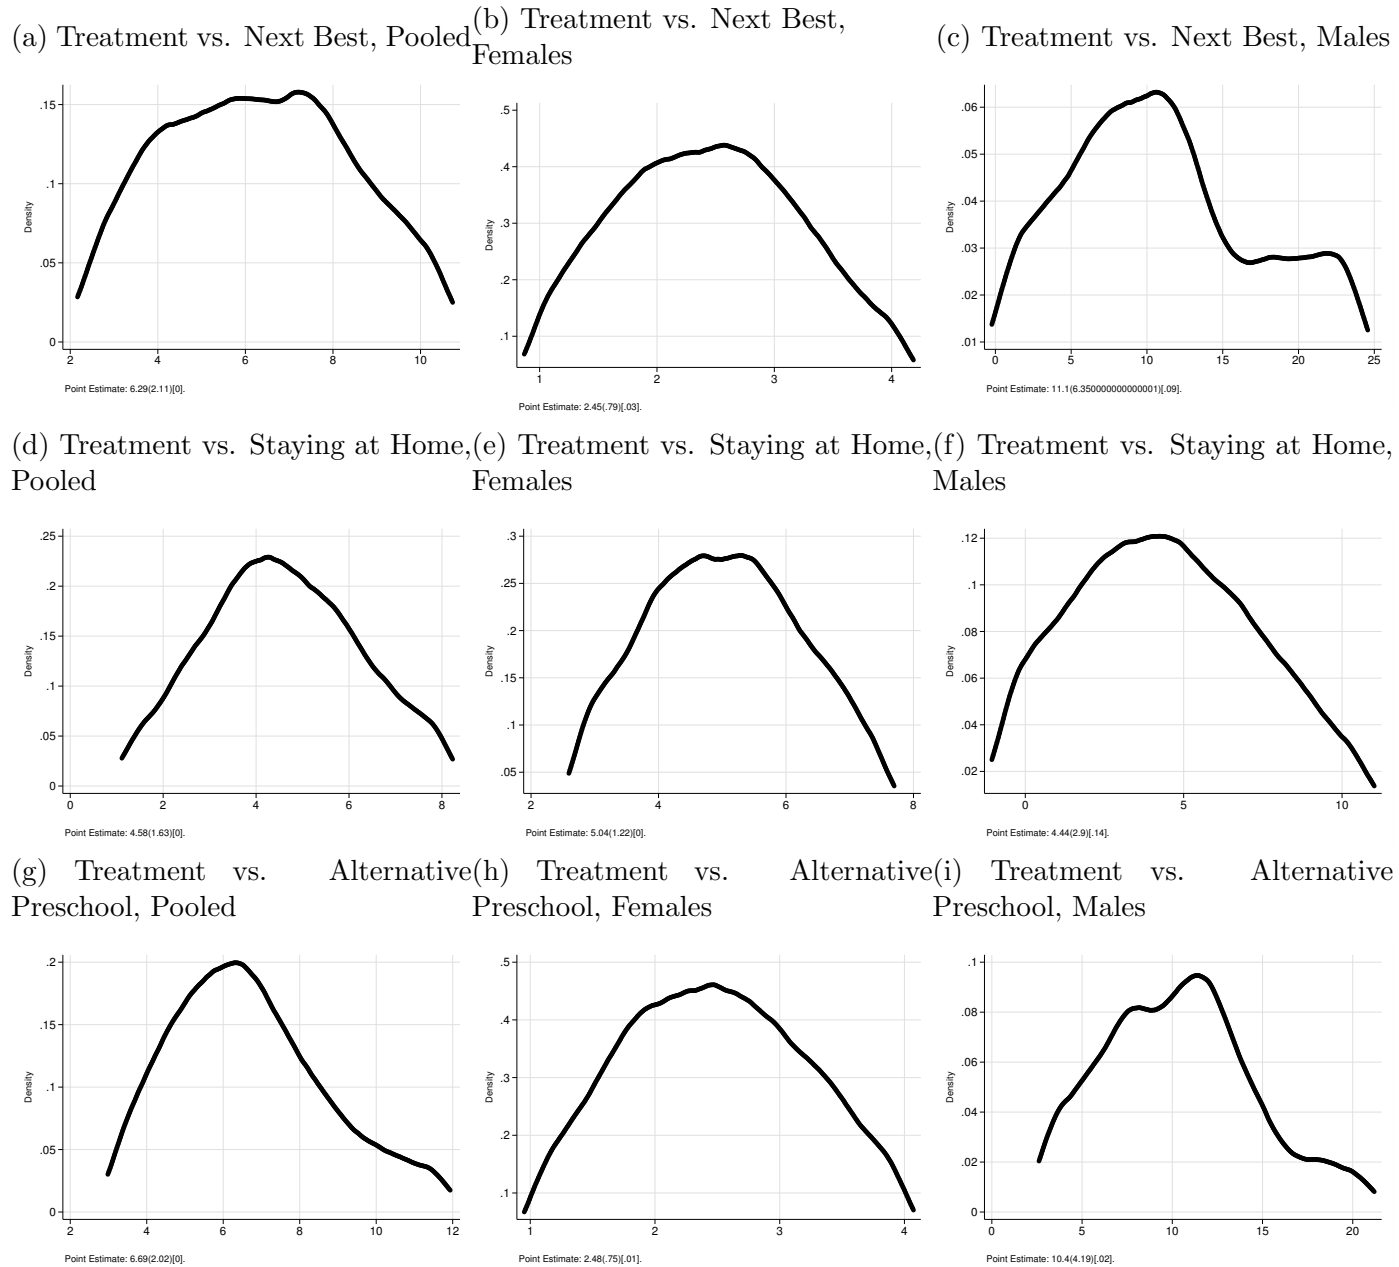 (a) Treatment vs. Next Best, Pooled
.15
.1
.05
0
Density
2 4 6 8 10
Point Estimate: 6.29(2.11)[0].
(b) Treatment vs. Next Best,
Females
.5
.4
.3
.2
.1
Density
1 2 3 4
Point Estimate: 2.45(.79)[.03].
(c) Treatment vs. Next Best, Males
.06
.05
.04
.03
.02
.01
Density
0 5 10 15 20 25
Point Estimate: 11.1(6.350000000000001)[.09].
(d) Treatment vs. Staying at Home,
Pooled
.25
.2
.15
.1
.05
0
Density
0 2 4 6 8
Point Estimate: 4.58(1.63)[0].
(e) Treatment vs. Staying at Home,
Females
.3
.25
.2
.15
.1
.05
Density
2 4 6 8
Point Estimate: 5.04(1.22)[0].
(f) Treatment vs. Staying at Home,
Males
.12
.1
.08
.06
.04
.02
Density
0 5 10
Point Estimate: 4.44(2.9)[.14].
(g) Treatment vs. Alternative
Preschool, Pooled
.2
.15
.1
.05
0
Density
2 4 6 8 10 12
Point Estimate: 6.69(2.02)[0].
(h) Treatment vs. Alternative
Preschool, Females
.5
.4
.3
.2
.1
Density
1 2 3 4
Point Estimate: 2.48(.75)[.01].
(i) Treatment vs. Alternative
Preschool, Males
.1
.08
.06
.04
.02
0
Density
0 5 10 15 20
Point Estimate: 10.4(4.19)[.02].